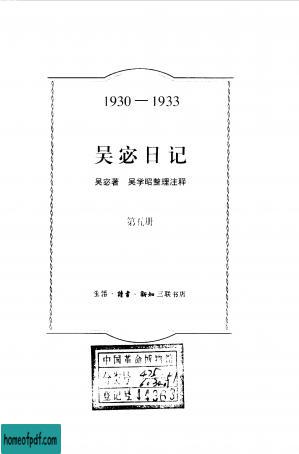 1930—1933
吴宓日记
吴宓著 吴学昭整理注释
第五册
生活·读书·新知三联书店
中国革命博物馆
分类号
登记号 14363
homeofpdf.com